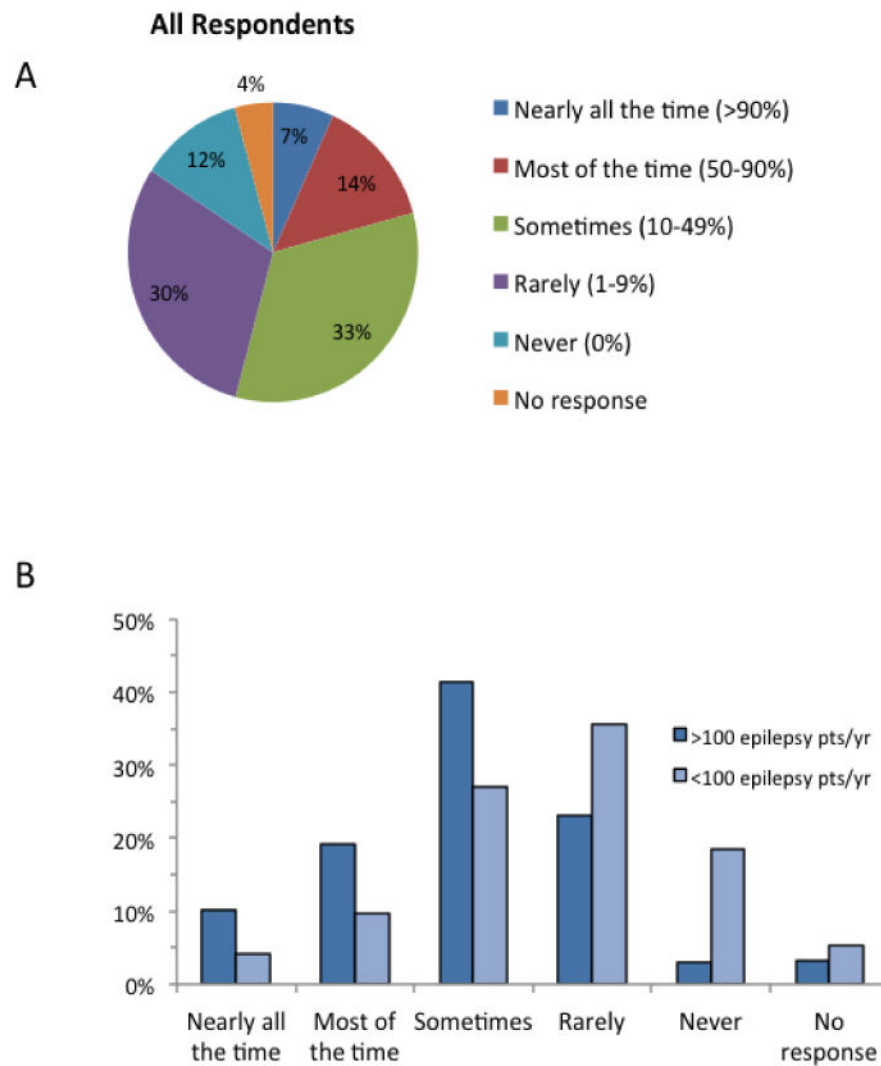 All Respondents
A
4%
7%
12%
14%
30%
33%
Nearly all the time (>90%)
Most of the time (50-90%)
Sometimes (10-49%)
Rarely (1-9%)
Never (0%)
No response
B
50%
40%
30%
20%
10%
0%
>100 epilepsy pts/yr
<100 epilepsy pts/yr
Nearly all
the time
Most of
the time
Sometimes
Rarely
Never
No
response